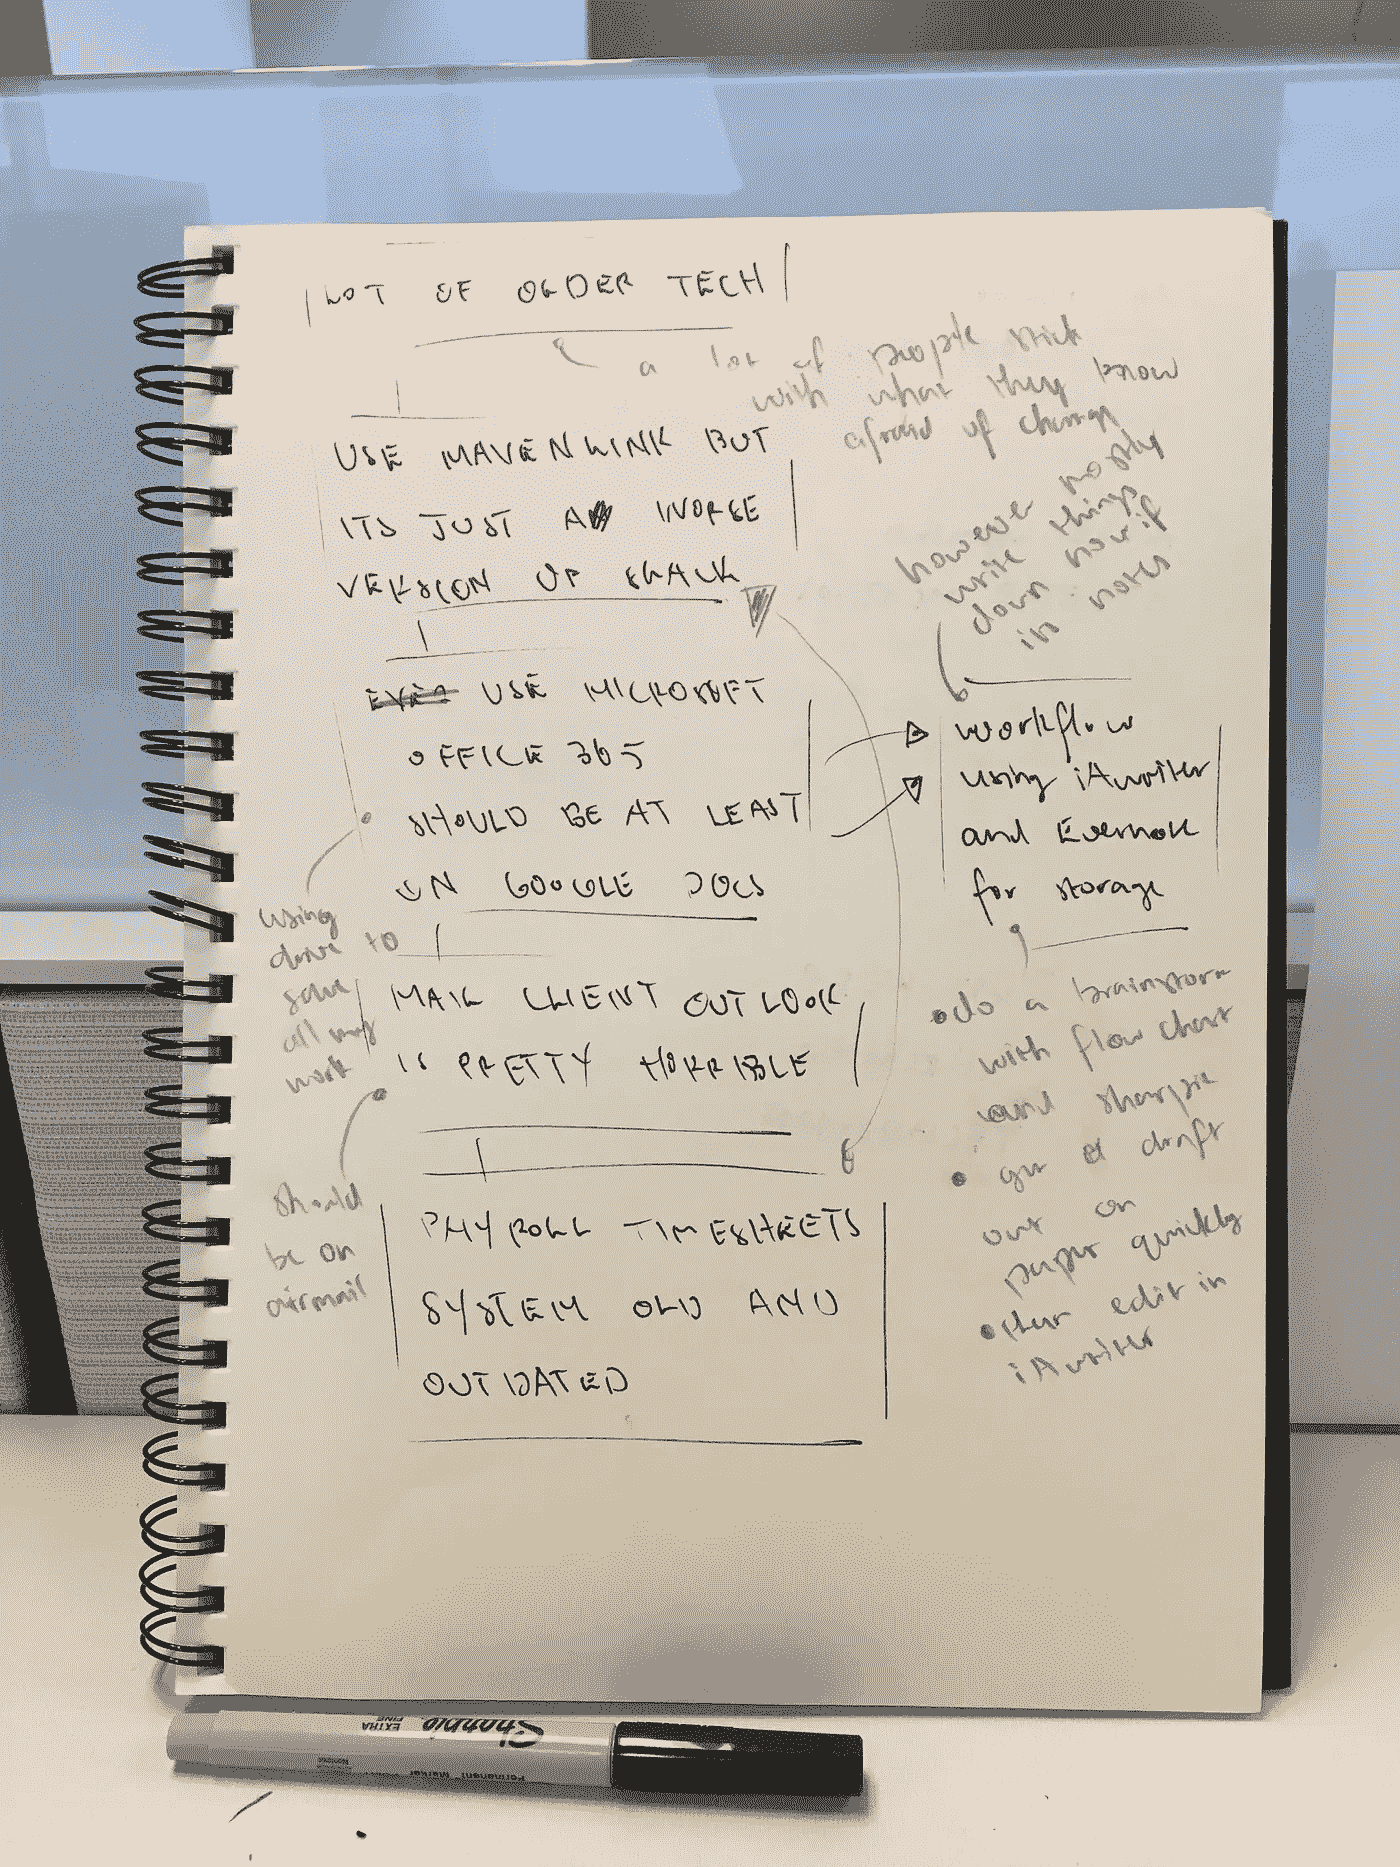 LOT OF OLDER TECH
a lot of people stick
with what they know
afraid of change
USE MAVENLINK BUT
ITS JUST A WORSE
VERSION OF SLACK
however mostly
write things
down now if
in notes
EVEN USE MICROSOFT
OFFICE 365
SHOULD BE AT LEAST
ON GOOGLE DOCS
workflow
using iAwriter
and Evernote
for storage
using
drive to
save
all my
work
MAIL CLIENT OUTLOOK
IS PRETTY HORRIBLE
should
be on
airmail
do a brainstorm
with flow chart
and sharpie
get a draft
out on
paper quickly
then edit in
iAwriter
PAYROLL TIMESHEETS
SYSTEM OLD AND
OUTDATED
Sharpie
EXTRA
FINE
Permanent Marker
Nontoxic